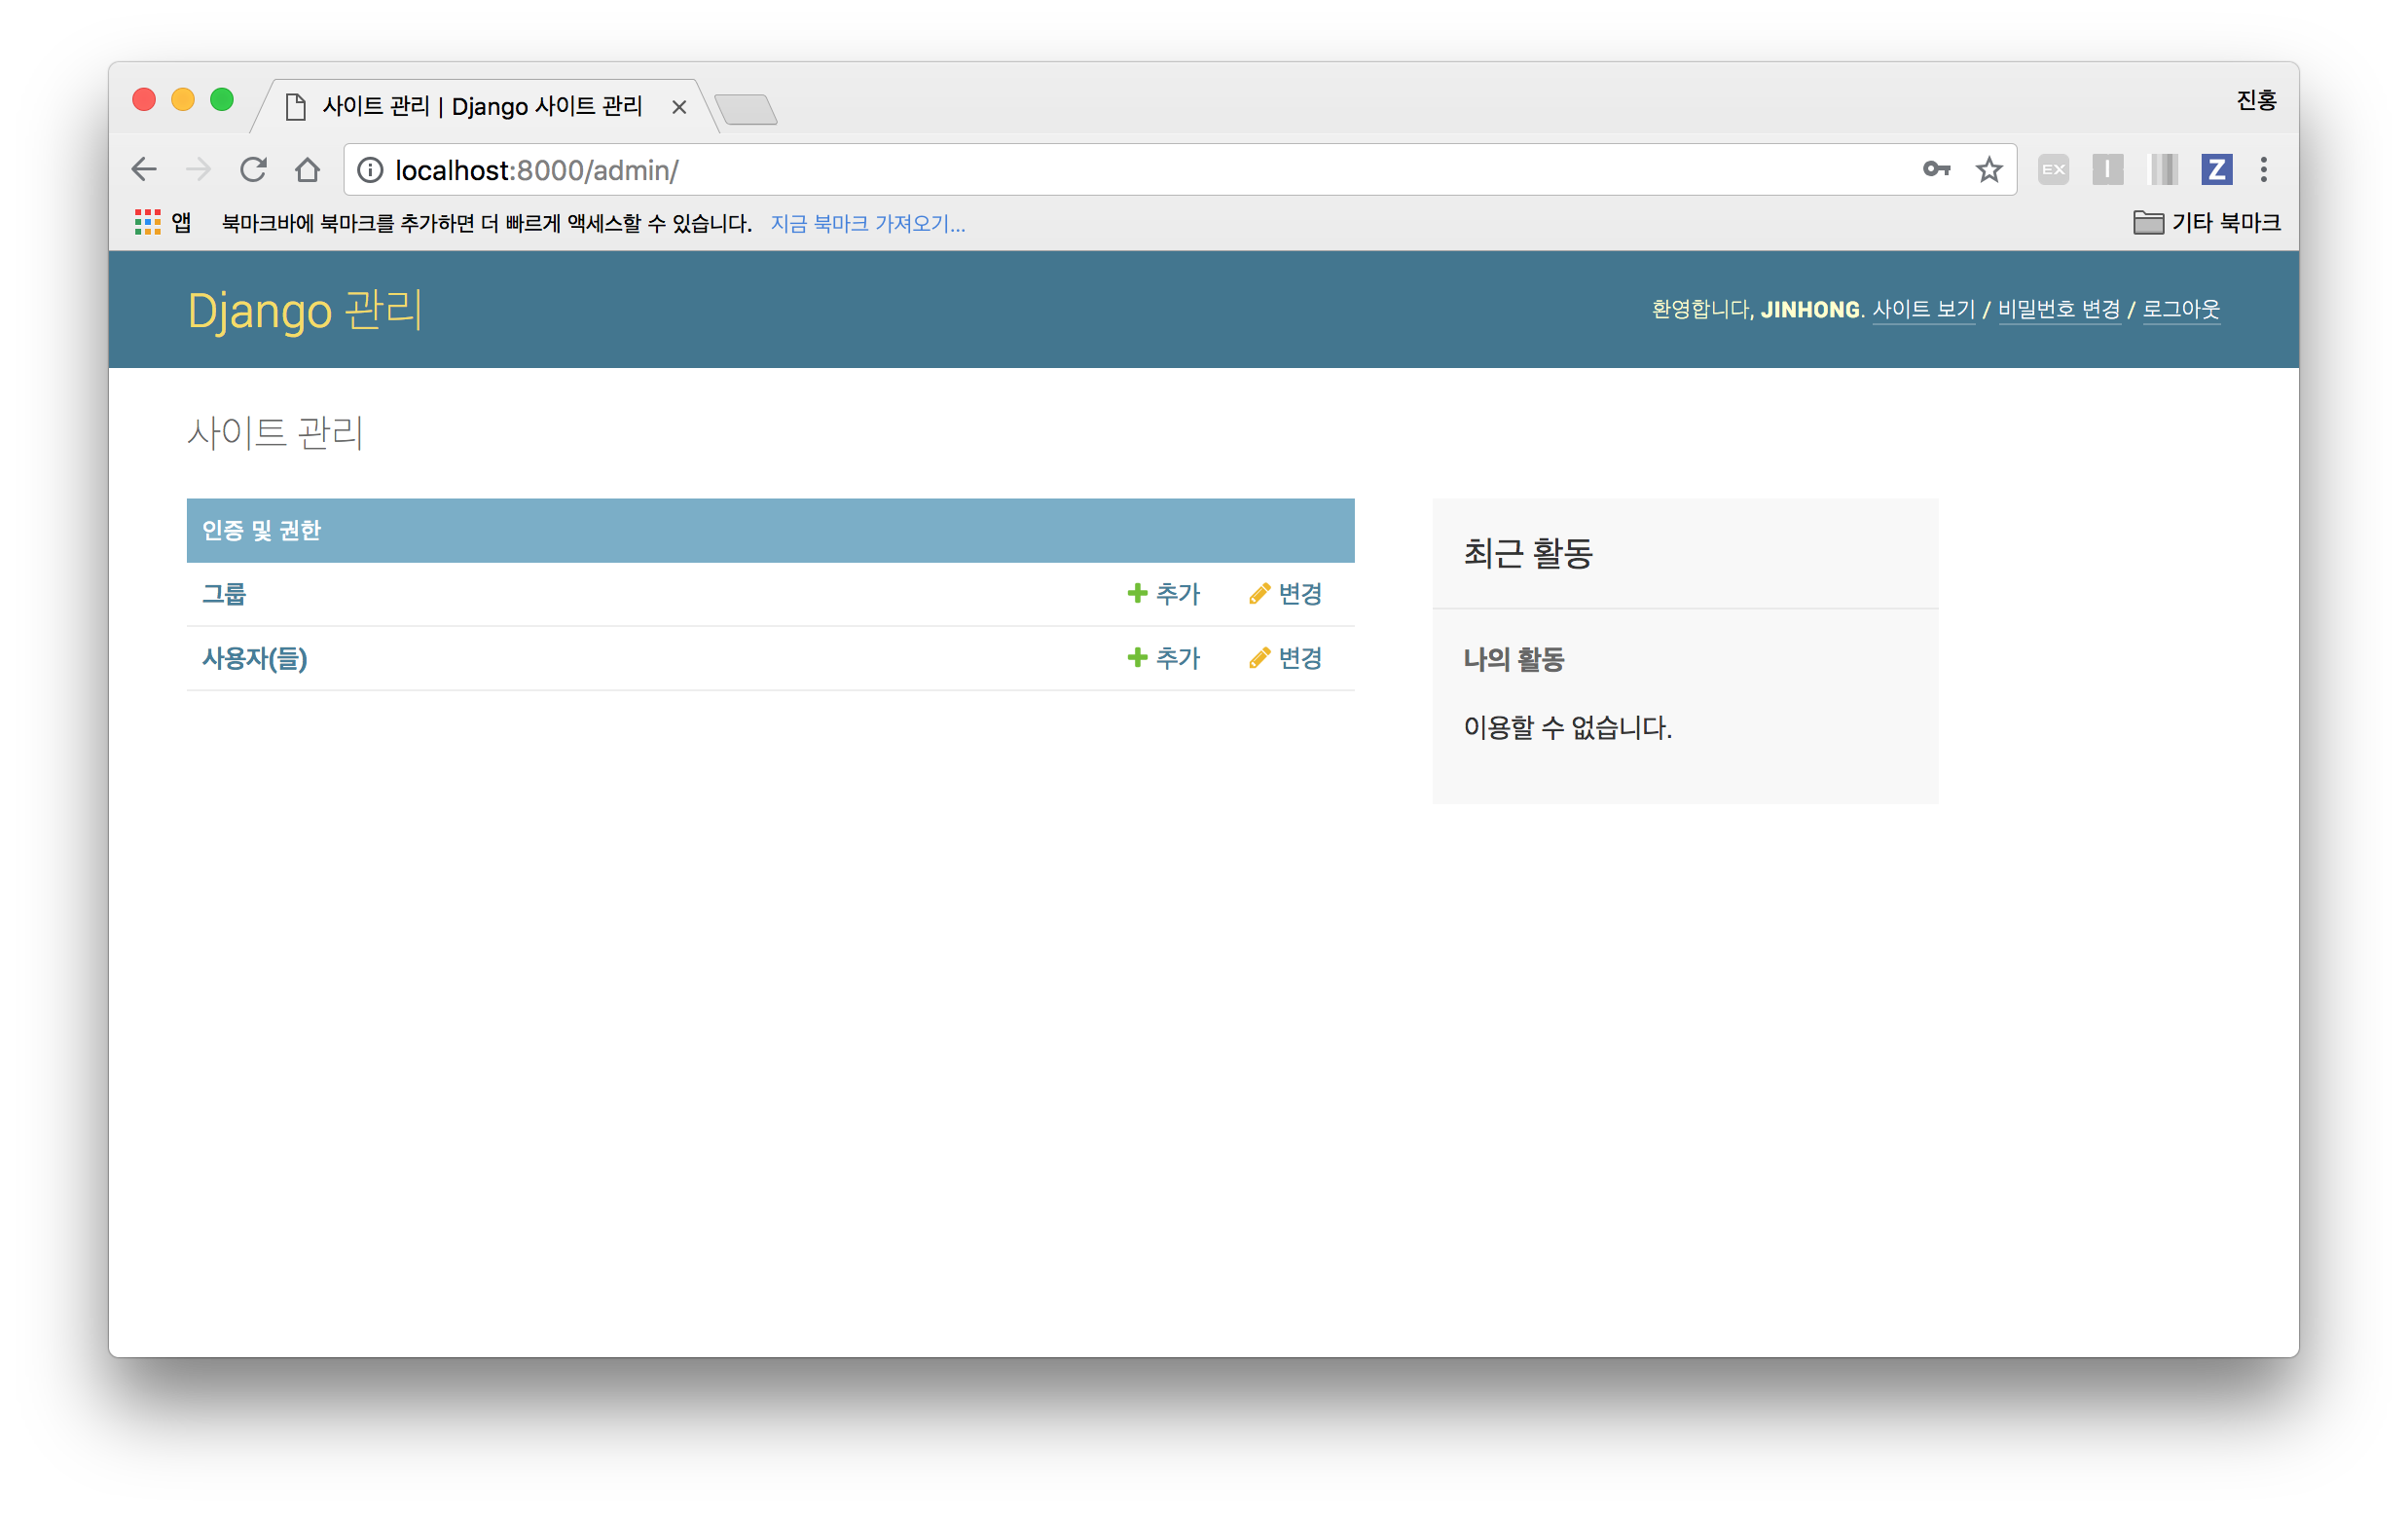 사이트 관리 | Django 사이트 관리
진홍
localhost:8000/admin/
EX
Z
앱 북마크바에 북마크를 추가하면 더 빠르게 액세스할 수 있습니다. 지금 북마크 가져오기... 기타 북마크
Django 관리
환영합니다, JINHONG. 사이트 보기 / 비밀번호 변경 / 로그아웃
사이트 관리
인증 및 권한
그룹 추가 변경
사용자(들) 추가 변경
최근 활동
나의 활동
이용할 수 없습니다.